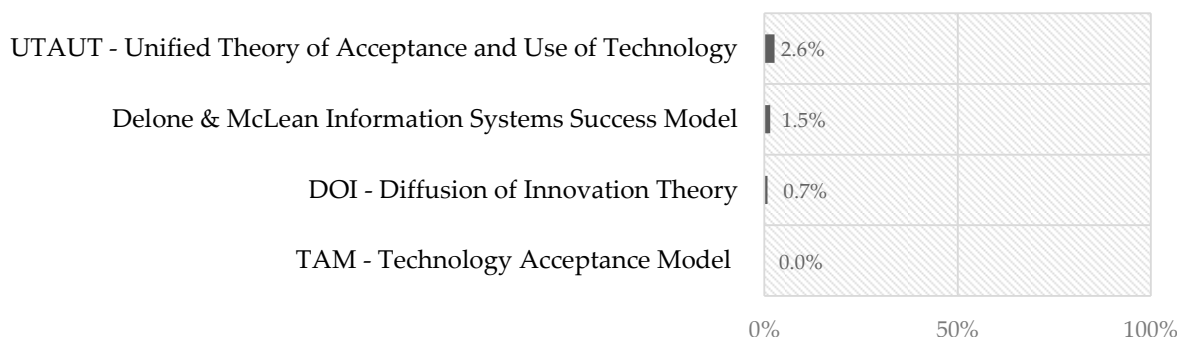 UTAUT - Unified Theory of Acceptance and Use of Technology 2.6%
Delone & McLean Information Systems Success Model 1.5%
DOI - Diffusion of Innovation Theory 0.7%
TAM - Technology Acceptance Model 0.0%
0% 50% 100%